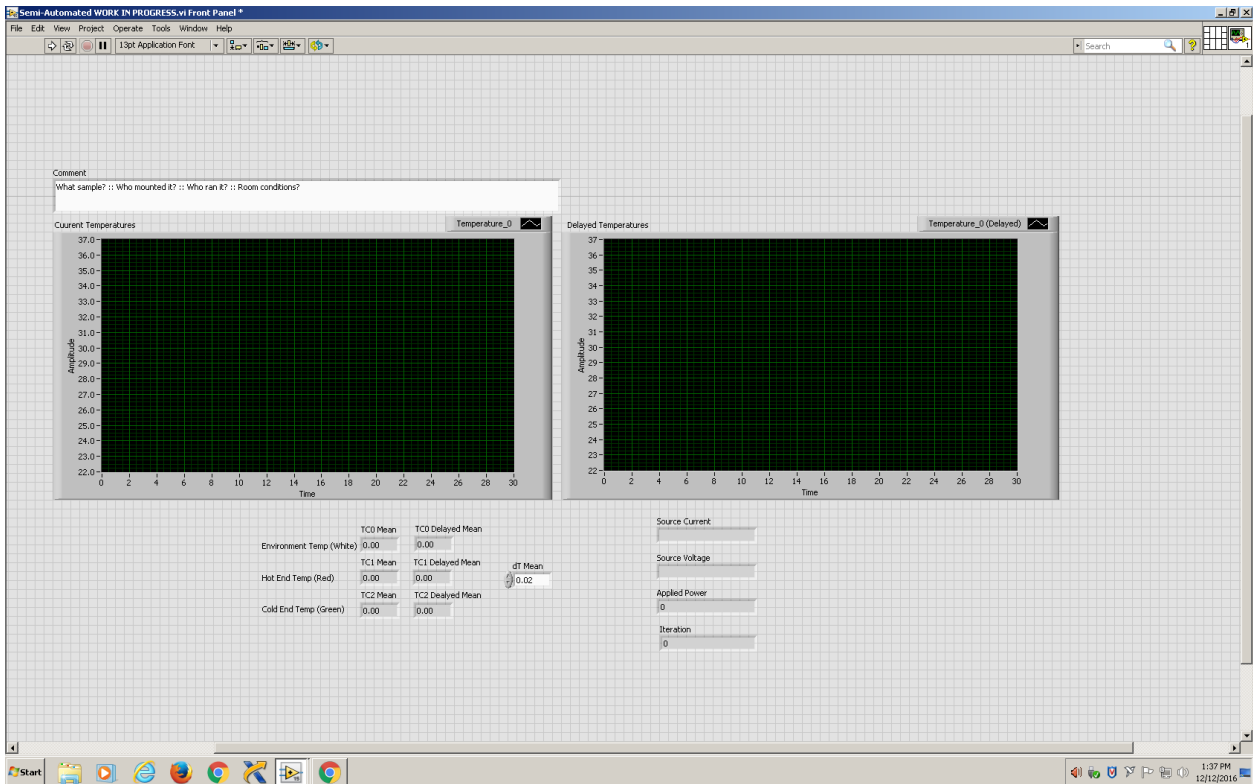 Semi-Automated WORK IN PROGRESS.vi Front Panel *
File Edit View Project Operate Tools Window Help
13pt Application Font
Search
1
Comment
What sample? :: Who mounted it? :: Who ran it? :: Room conditions?
Cuurent Temperatures
Temperature_0
37.0
36.0
35.0
34.0
33.0
32.0
31.0
30.0
29.0
28.0
27.0
26.0
25.0
24.0
23.0
22.0
Amplitude
0 2 4 6 8 10 12 14 16 18 20 22 24 26 28 30
Time
Delayed Temperatures
Temperature_0 (Delayed)
37
36
35
34
33
32
31
30
29
28
27
26
25
24
23
22
Amplitude
0 2 4 6 8 10 12 14 16 18 20 22 24 26 28 30
Time
TC0 Mean TC0 Delayed Mean
Environment Temp (White) 0.00 0.00
TC1 Mean TC1 Delayed Mean dT Mean
Hot End Temp (Red) 0.00 0.00 0.02
TC2 Mean TC2 Dealyed Mean
Cold End Temp (Green) 0.00 0.00
Source Current
Source Voltage
Applied Power
0
Iteration
0
Start
1:37 PM
12/12/2016